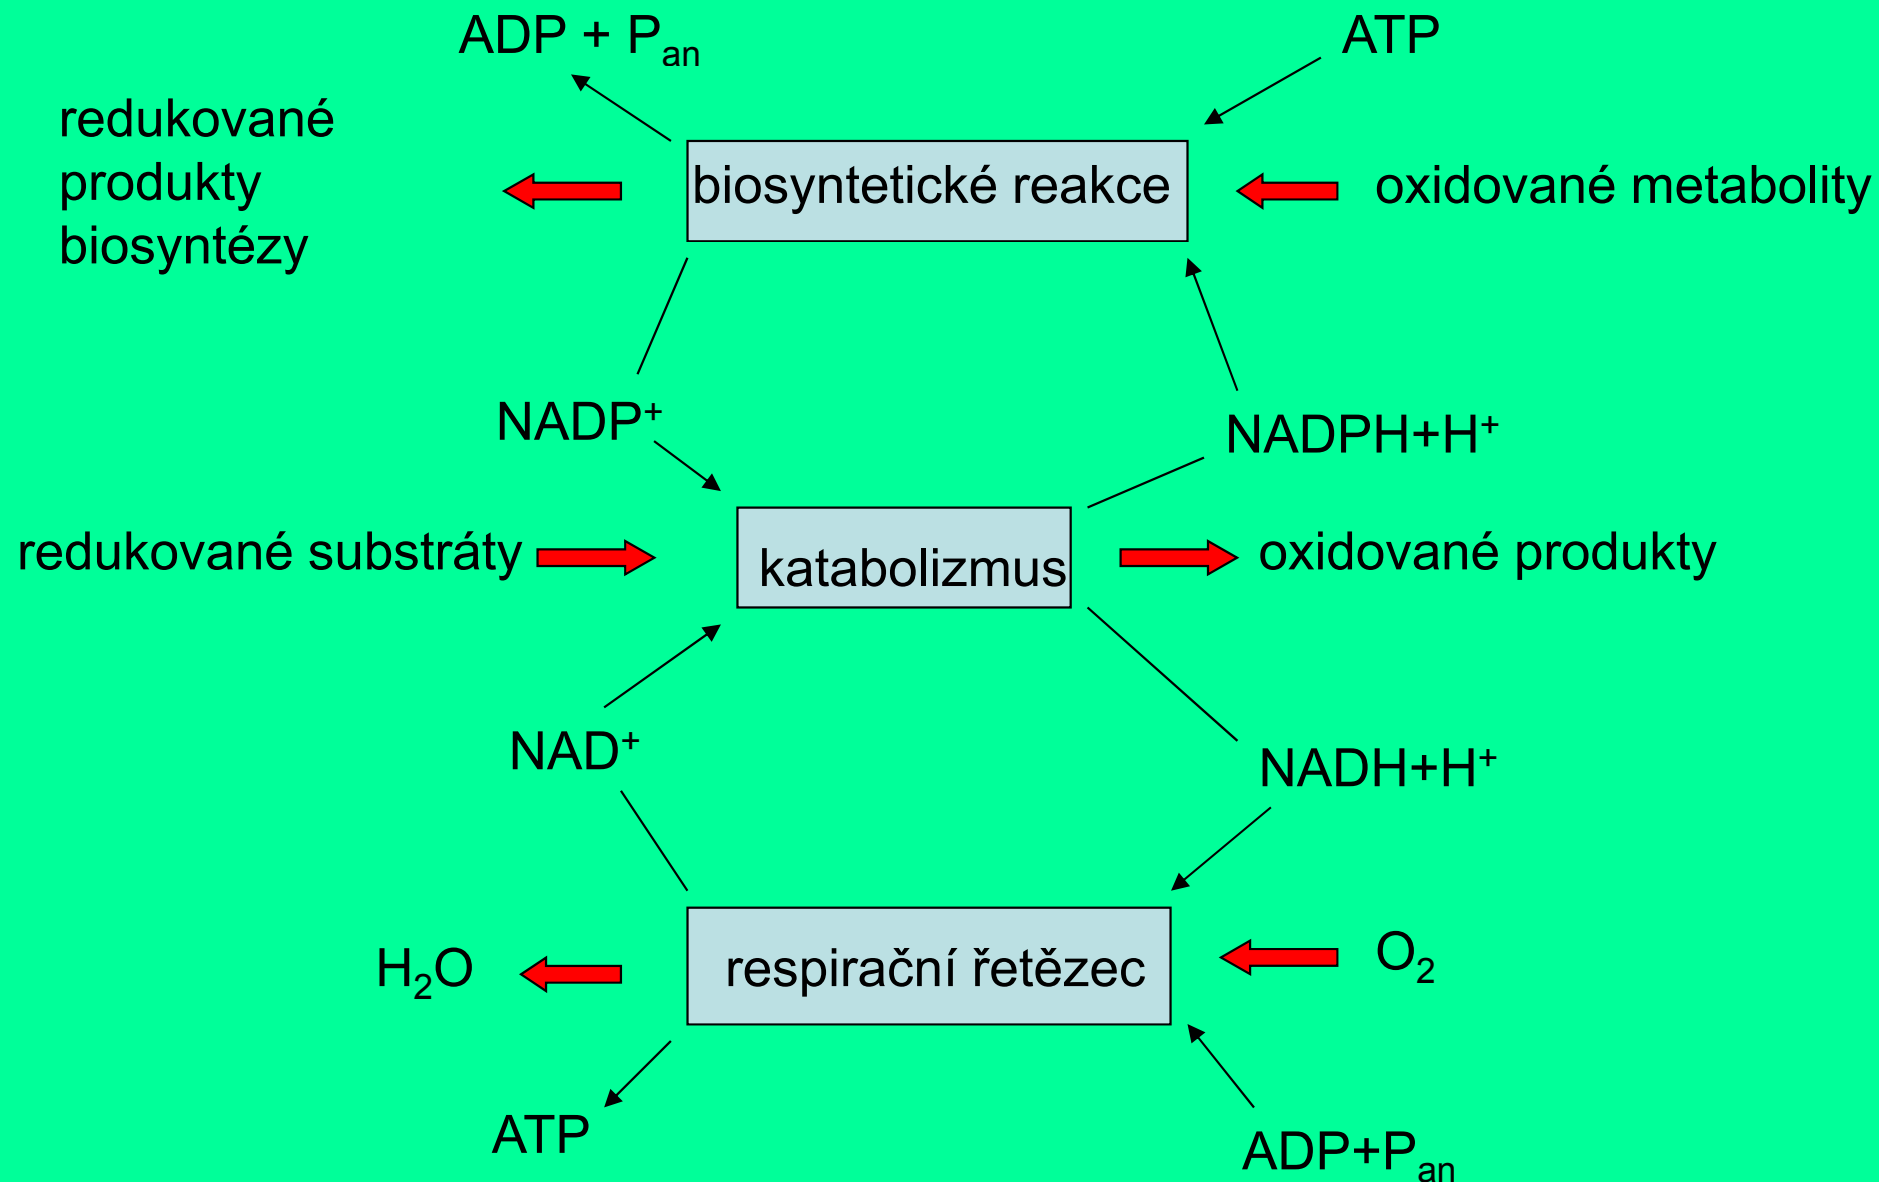 ADP + Pan
ATP
redukované
produkty
biosyntézy
biosyntetické reakce
oxidované metabolity
NADP⁺
NADPH+H⁺
redukované substráty
katabolizmus
oxidované produkty
NAD⁺
NADH+H⁺
H₂O
respirační řetězec
O₂
ATP
ADP+Pan